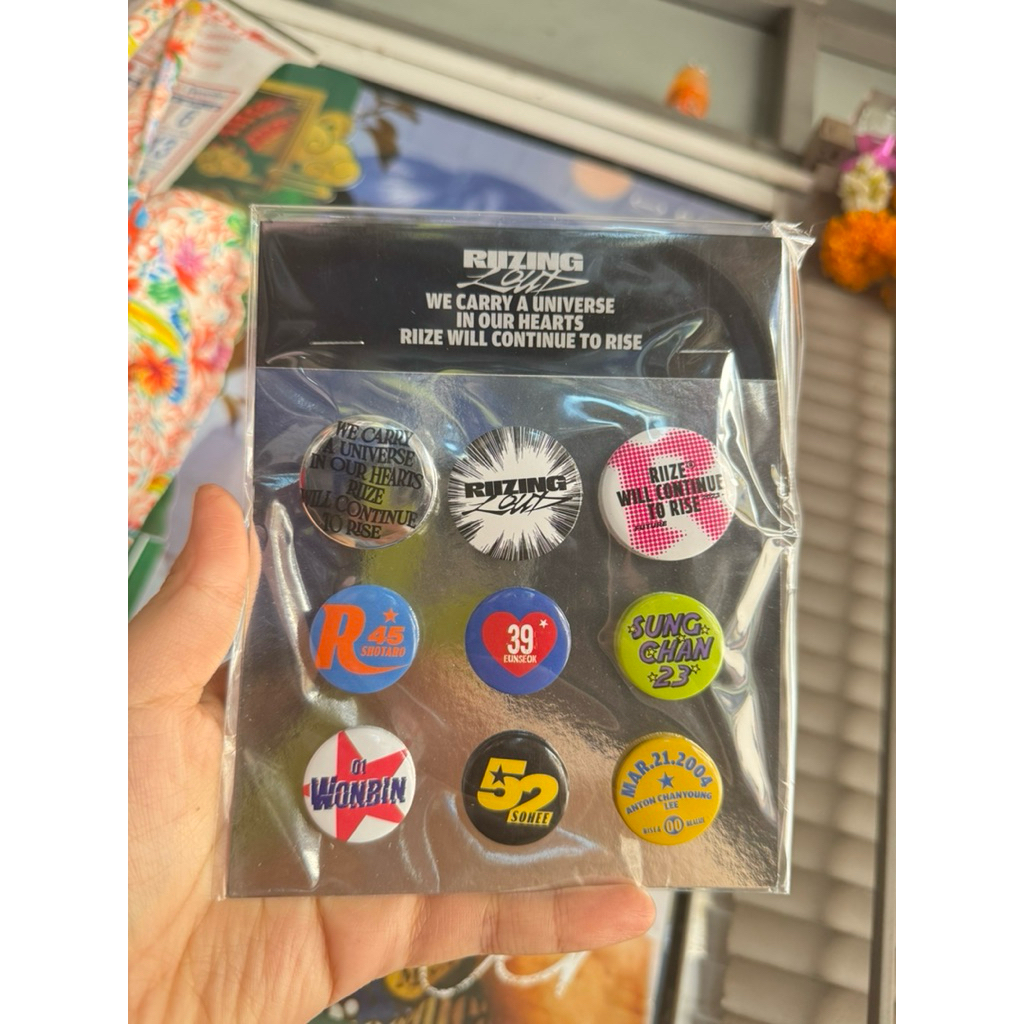 6
13
RIIZING
LOUD
WE CARRY A UNIVERSE
IN OUR HEARTS
RIIZE WILL CONTINUE TO RISE
WE CARRY
A UNIVERSE
IN OUR HEARTS
RIIZE
WILL CONTINUE
TO RISE
RIIZING
LOUD
RIIZE
WILL CONTINUE
TO RISE
R
45
SHOTARO
39
EUNSEOK
SUNG
CHAN
23
01
WONBIN
52
SOHEE
MAR.21.2004
ANTON CHANYOUNG
LEE
00